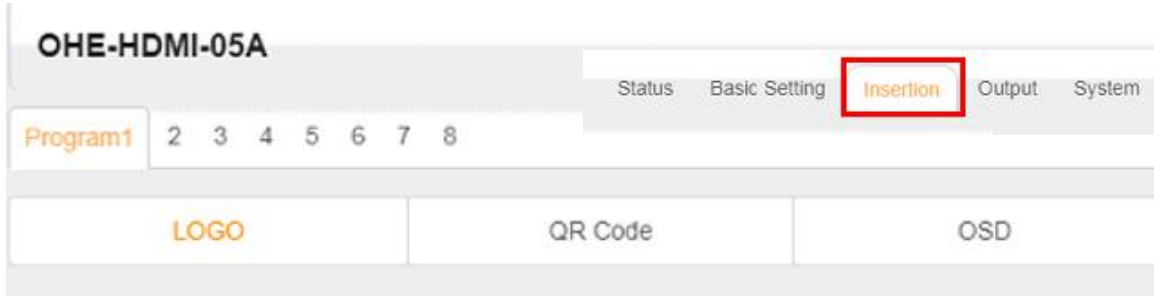 OHE-HDMI-05A
Status Basic Setting Insertion Output System
Program1 2 3 4 5 6 7 8
LOGO QR Code OSD